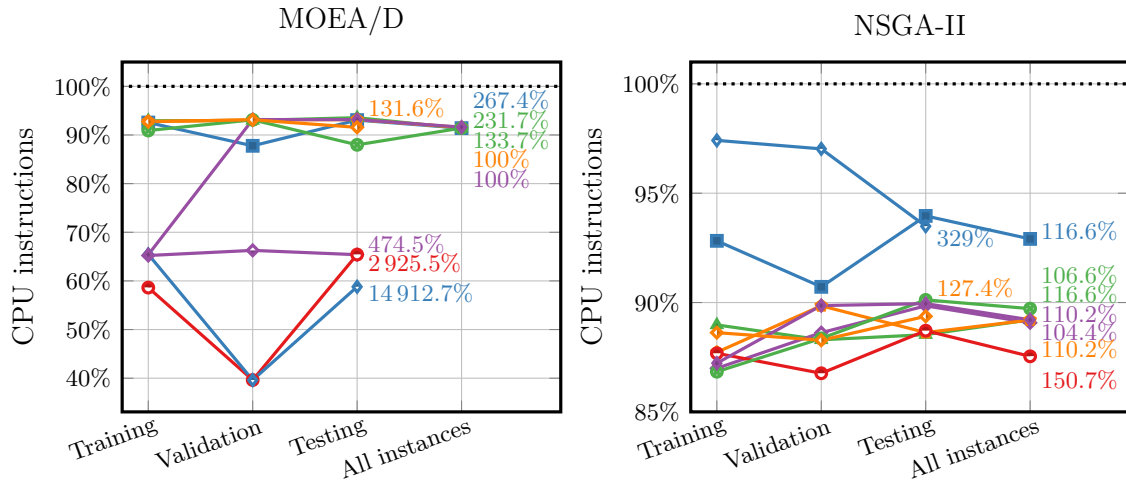 MOEA/D
CPU instructions
100%
90%
80%
70%
60%
50%
40%
131.6%
267.4%
231.7%
133.7%
100%
100%
474.5%
2 925.5%
14 912.7%
Training
Validation
Testing
All instances
NSGA-II
CPU instructions
100%
95%
90%
85%
329%
116.6%
127.4%
106.6%
116.6%
110.2%
104.4%
110.2%
150.7%
Training
Validation
Testing
All instances